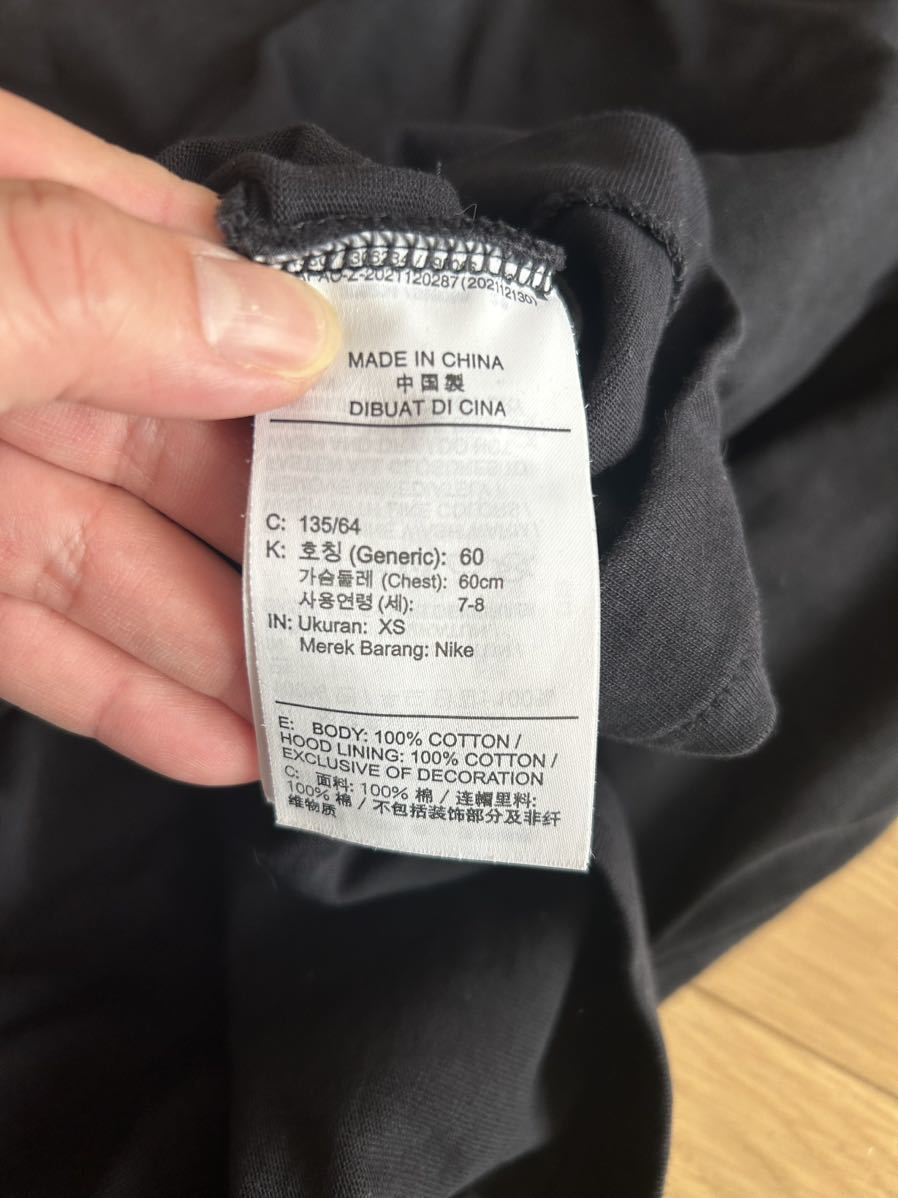 2021120287(202112130)
MADE IN CHINA
中国製
DIBUAT DI CINA
C: 135/64
K: 호칭 (Generic): 60
가슴둘레 (Chest): 60cm
사용연령 (세): 7-8
IN: Ukuran: XS
Merek Barang: Nike
E: BODY: 100% COTTON /
HOOD LINING: 100% COTTON /
EXCLUSIVE OF DECORATION
C: 面料: 100% 棉 / 连帽里料:
100% 棉 / 不包括装饰部分及非纤
维物质